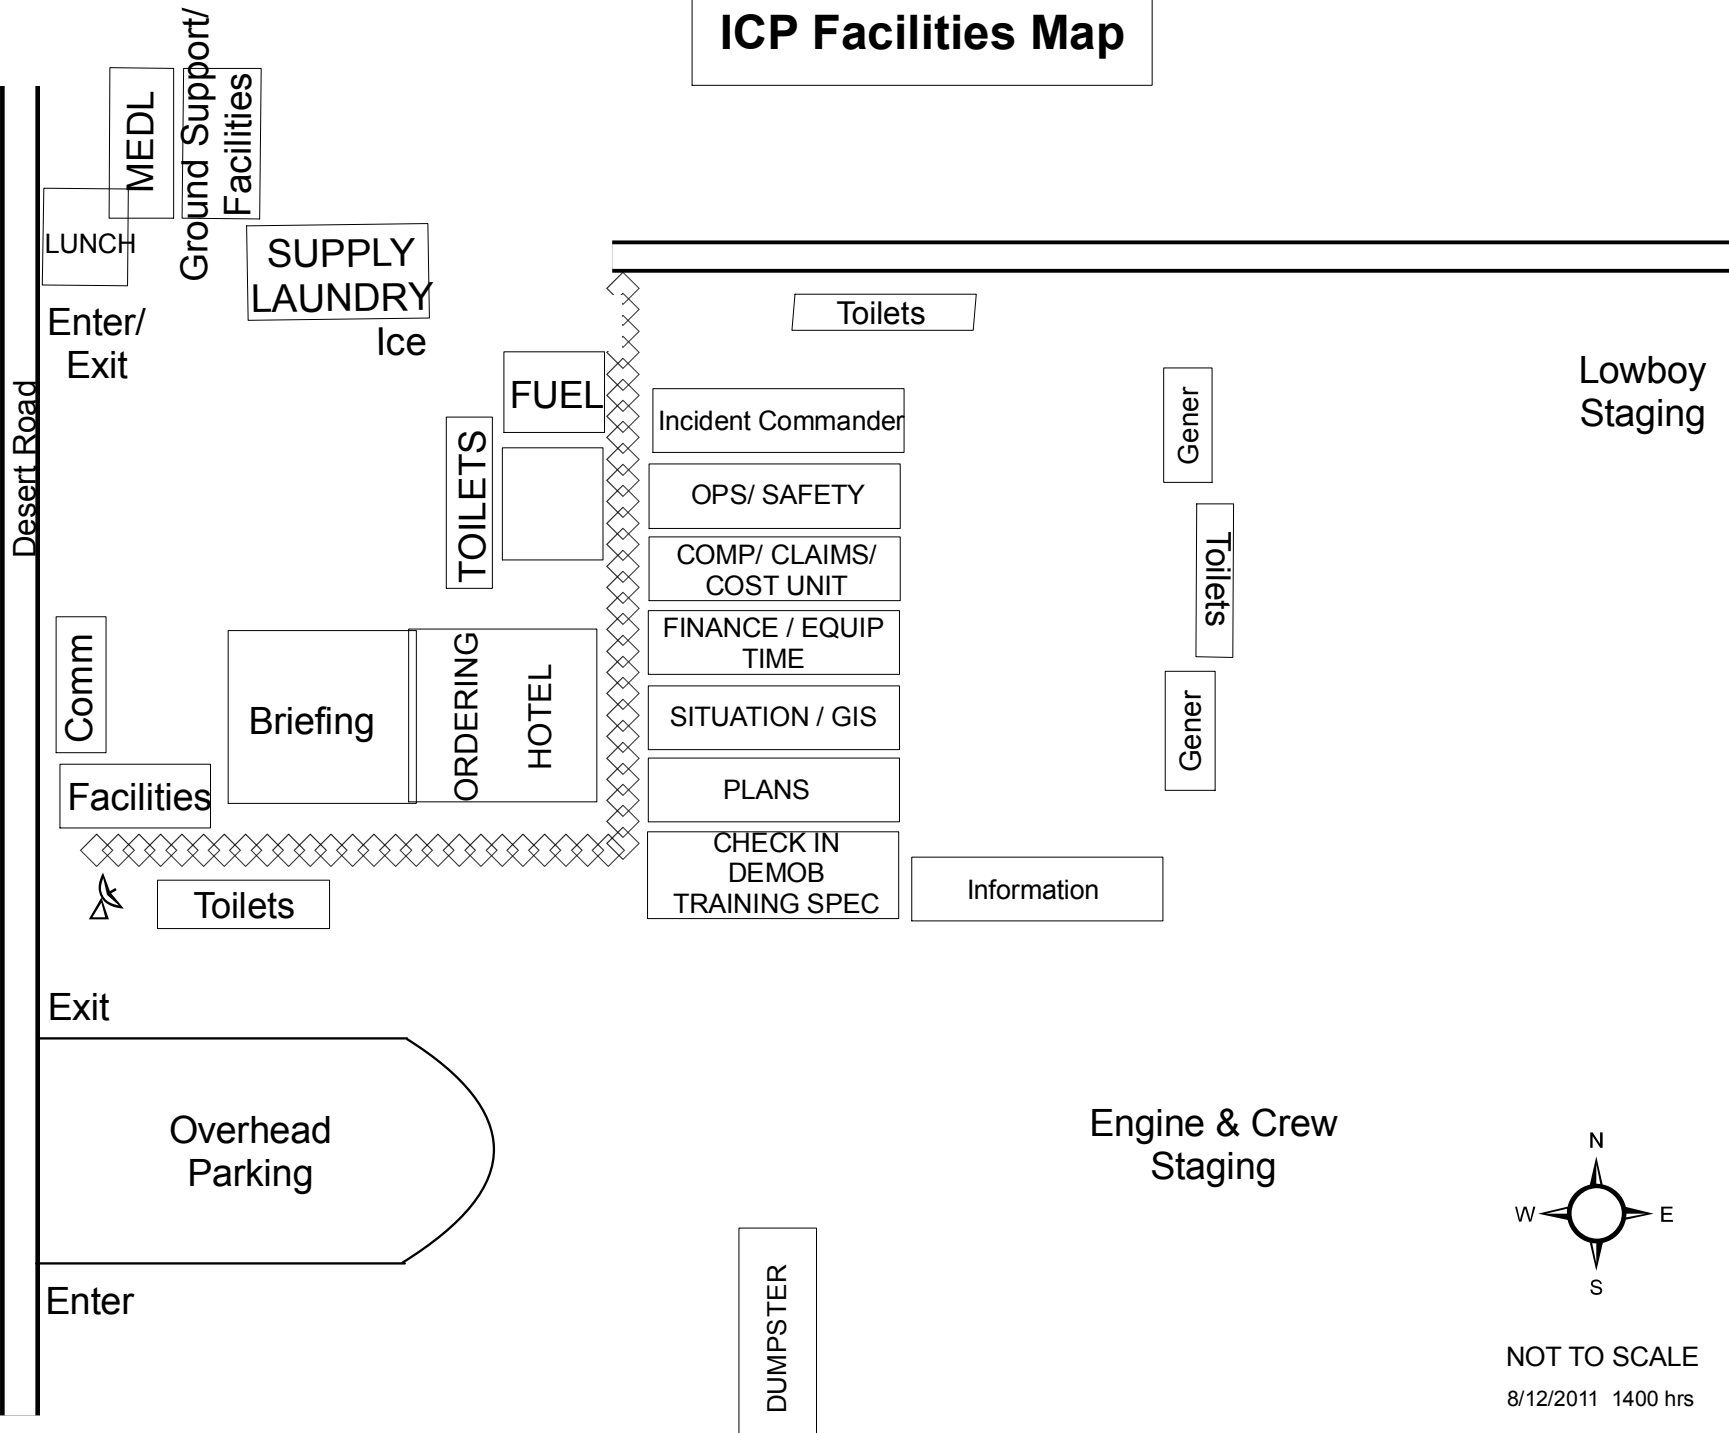 ICP Facilities Map
MEDL
Ground Support/
Facilities
LUNCH
SUPPLY
LAUNDRY
Ice
Enter/
Exit
Desert Road
FUEL
TOILETS
Toilets
Incident Commander
OPS/ SAFETY
COMP/ CLAIMS/
COST UNIT
FINANCE / EQUIP
TIME
SITUATION / GIS
PLANS
CHECK IN
DEMOB
TRAINING SPEC
Information
Gener
Toilets
Gener
Lowboy
Staging
Comm
Facilities
Briefing
ORDERING
HOTEL
Toilets
Exit
Overhead
Parking
Enter
Engine & Crew
Staging
DUMPSTER
N
W
E
S
NOT TO SCALE
8/12/2011 1400 hrs